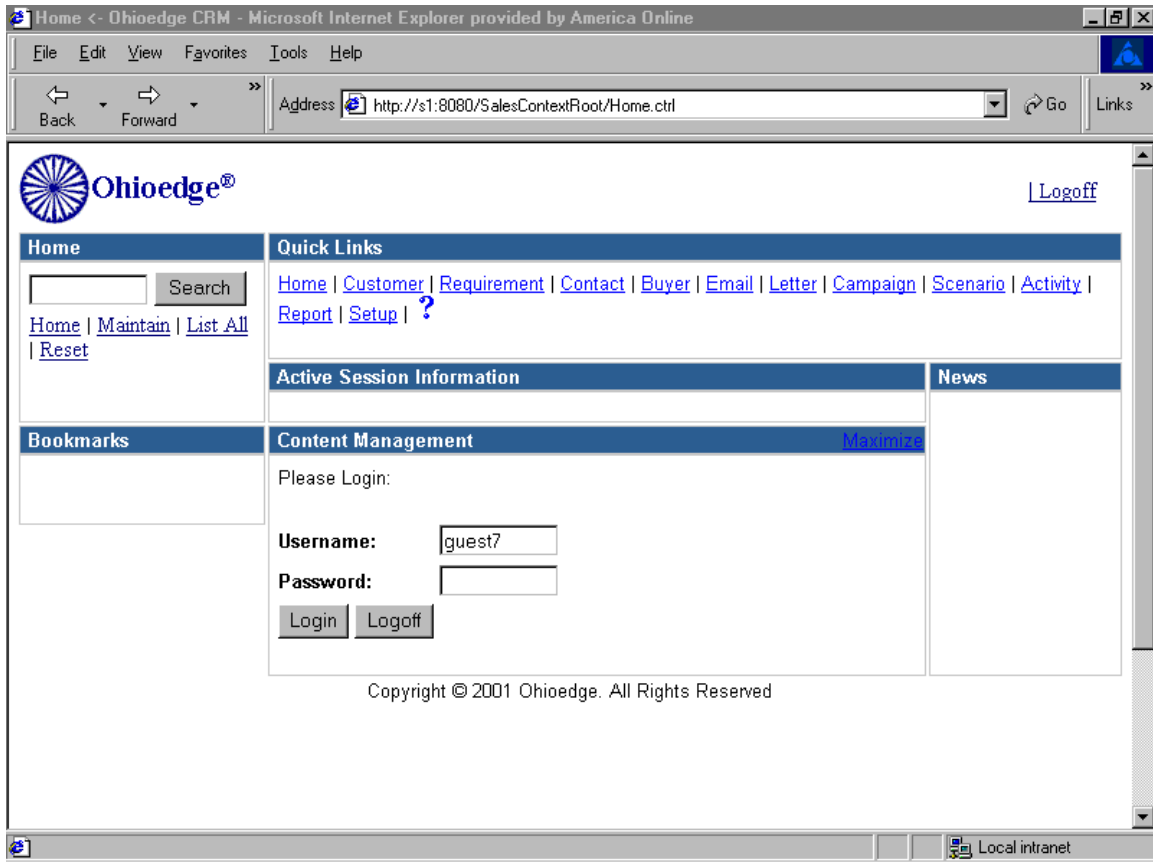 Home <- Ohioedge CRM - Microsoft Internet Explorer provided by America Online
File Edit View Favorites Tools Help
Back Forward » Address http://s1:8080/SalesContextRoot/Home.ctrl Go Links »
Ohioedge®
| Logoff
Home
Search
Home | Maintain | List All
| Reset
Quick Links
Home | Customer | Requirement | Contact | Buyer | Email | Letter | Campaign | Scenario | Activity |
Report | Setup | ?
Active Session Information
News
Bookmarks
Content Management Maximize
Please Login:
Username: guest7
Password:
Login Logoff
Copyright © 2001 Ohioedge. All Rights Reserved
Local intranet